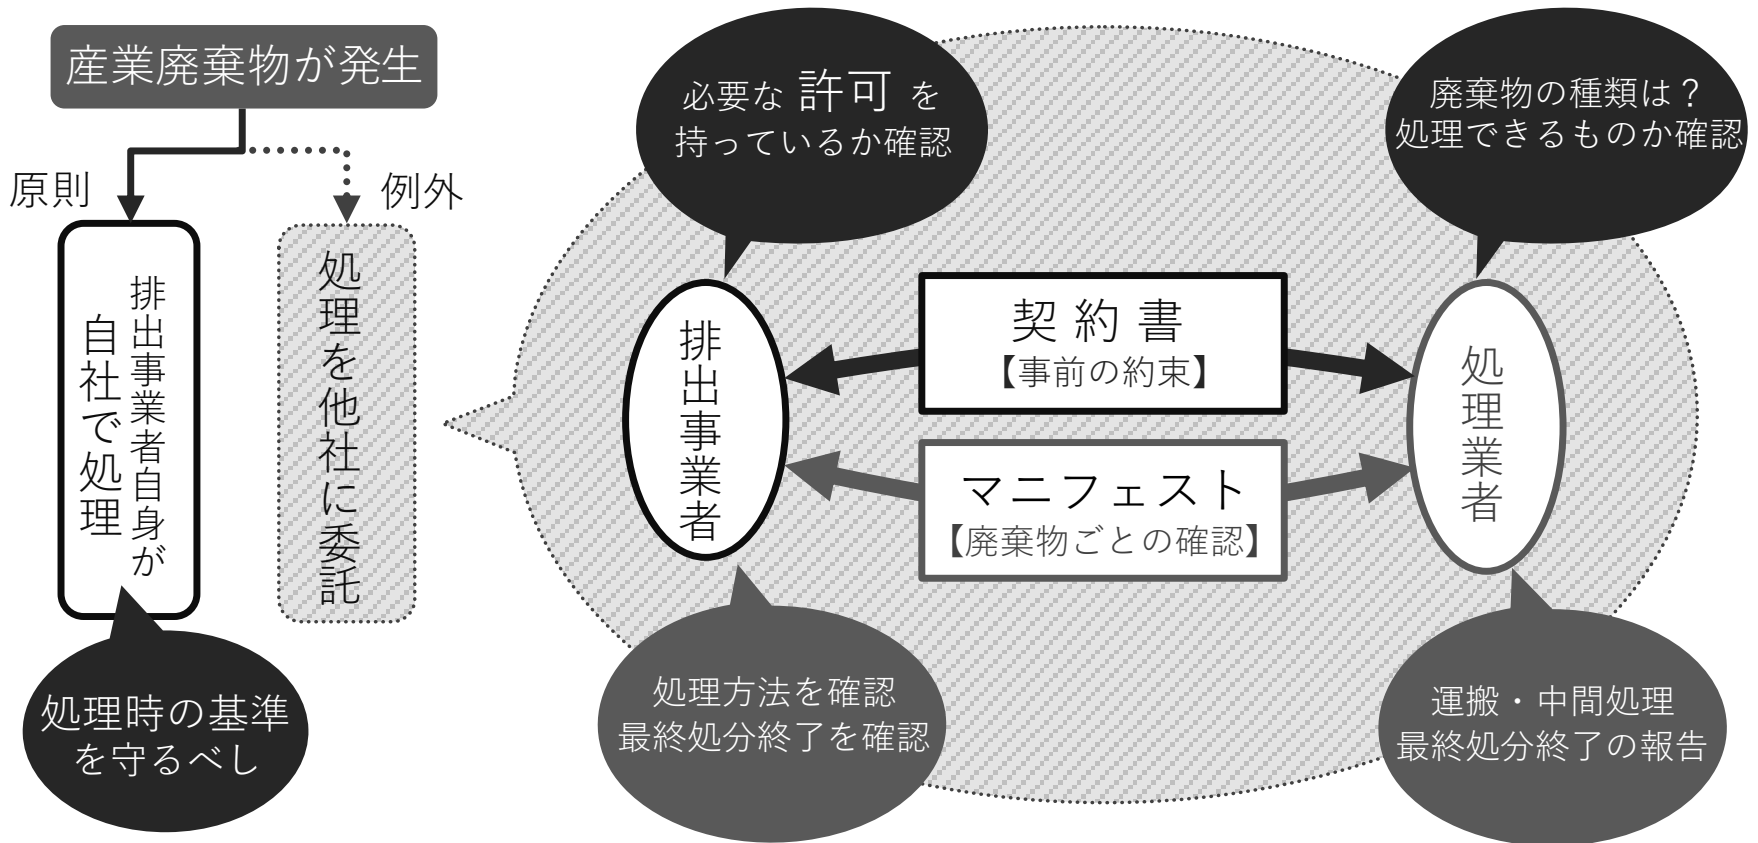 産業廃棄物が発生
原則
例外
排出事業者自身が
自社で処理
処理を他社に委託
処理時の基準
を守るべし
必要な 許可 を
持っているか確認
廃棄物の種類は？
処理できるものか確認
排出事業者
契約書
【事前の約束】
マニフェスト
【廃棄物ごとの確認】
処理業者
処理方法を確認
最終処分終了を確認
運搬・中間処理
最終処分終了の報告